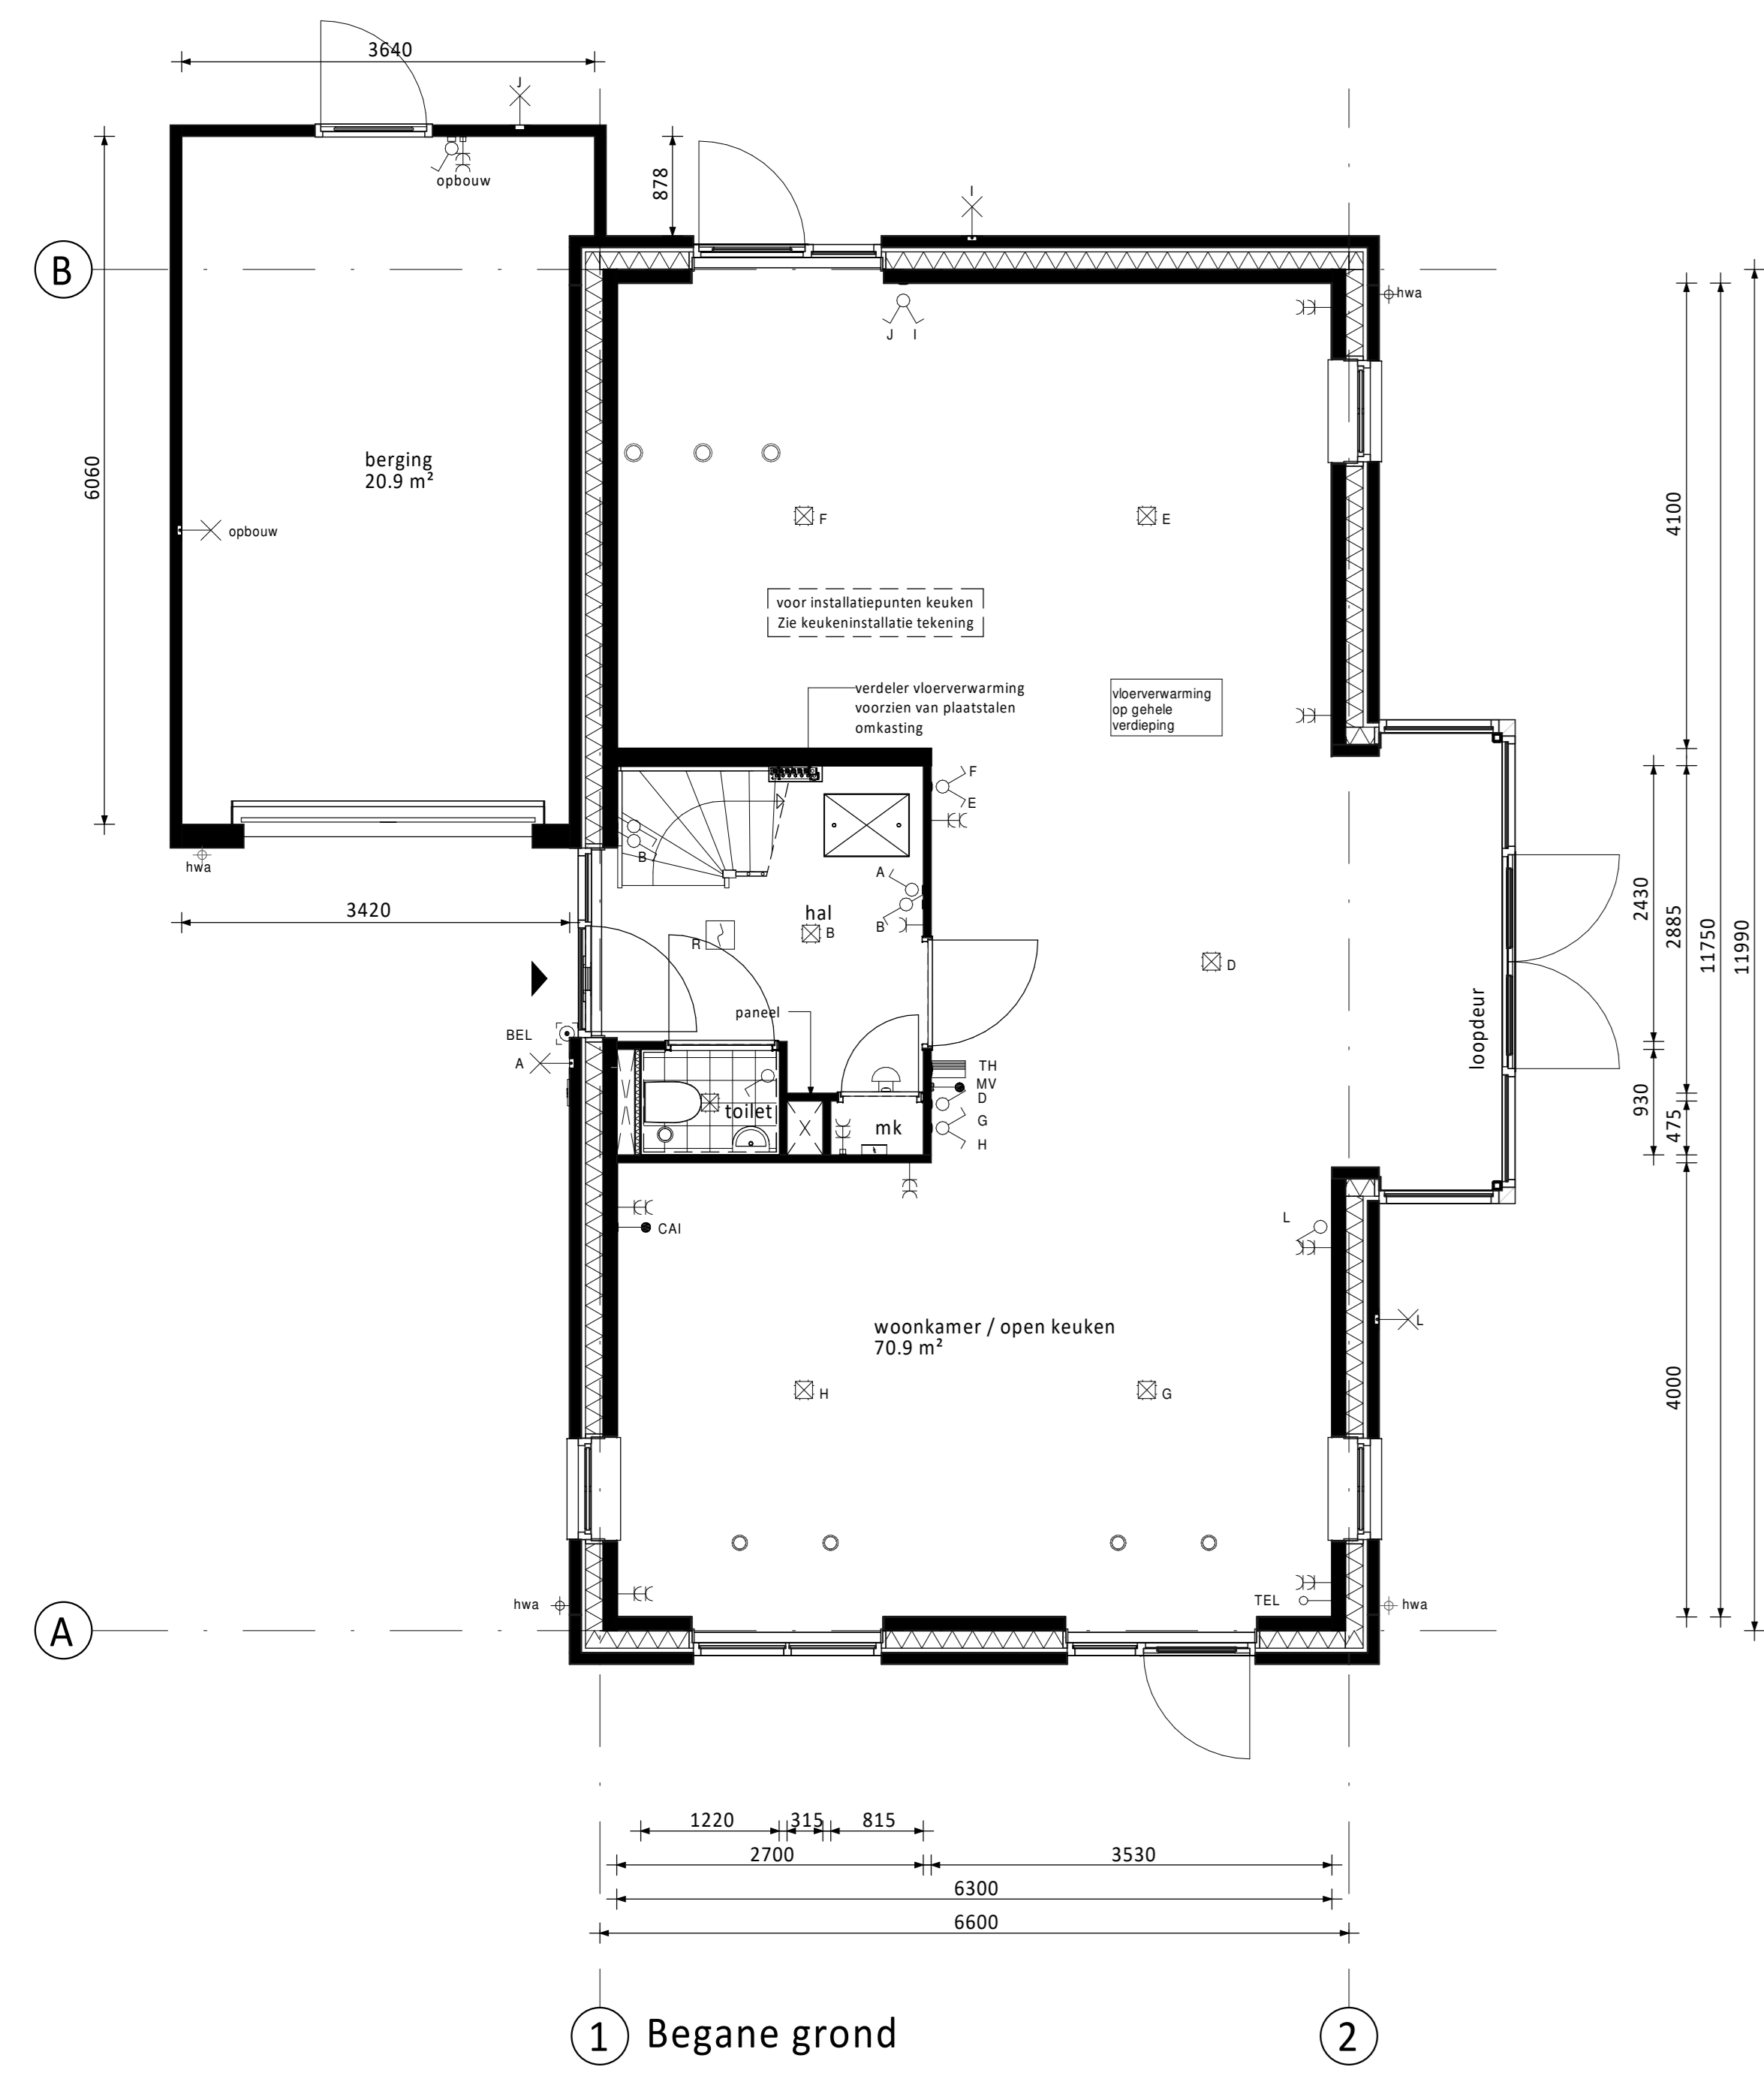 3640
J
opbouw
878
I
B
hwa
J I
6060
berging
20.9 m²
opbouw
F
E
4100
voor installatiepunten keuken
Zie keukeninstallatie tekening
verdeler vloerverwarming
voorzien van plaatstalen
omkasting
vloerverwarming
op gehele
verdieping
F
E
B
hwa
A
3420
hal
B
B
R
D
2430
2885
11750
11990
paneel
BEL
A
loopdeur
TH
MV
D
G
H
toilet
mk
930
475
CAI
L
L
woonkamer / open keuken
70.9 m²
H
G
4000
hwa
TEL
hwa
A
1220
315
815
2700
3530
6300
6600
1
Begane grond
2